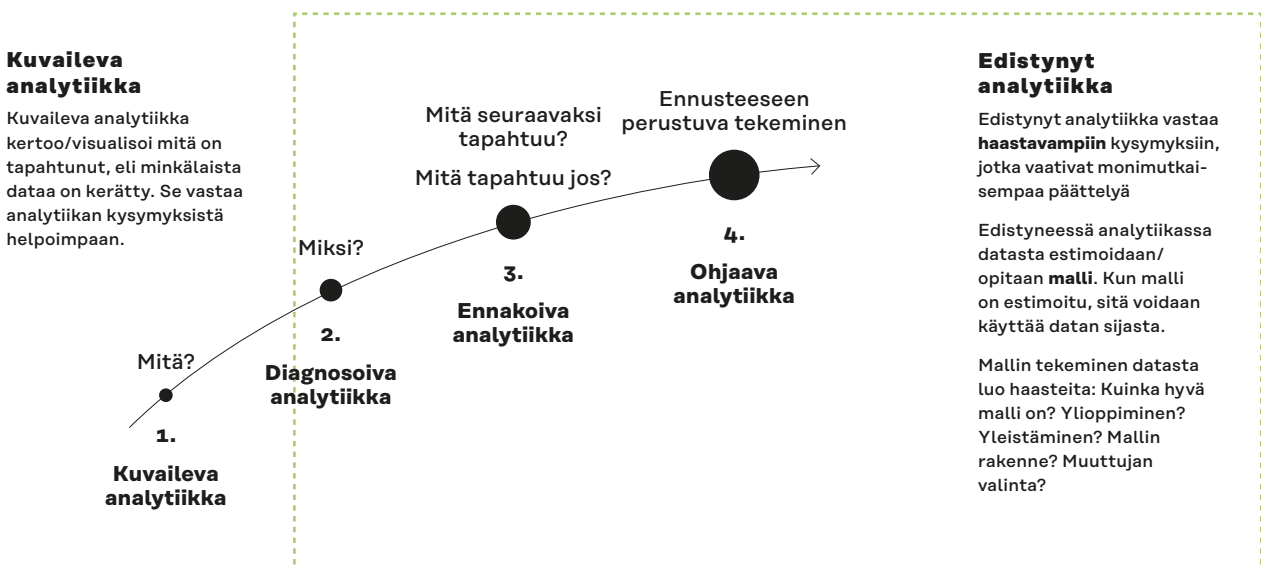 Kuvaileva
analytiikka
Kuvaileva analytiikka
kertoo/visualisoi mitä on
tapahtunut, eli minkälaista
dataa on kerätty. Se vastaa
analytiikan kysymyksistä
helpoimpaan.
Mitä?
1.
Kuvaileva
analytiikka
Miksi?
2.
Diagnosoiva
analytiikka
Mitä seuraavaksi
tapahtuu?
Mitä tapahtuu jos?
3.
Ennakoiva
analytiikka
Ennusteeseen
perustuva tekeminen
4.
Ohjaava
analytiikka
Edistynyt
analytiikka
Edistynyt analytiikka vastaa
haastavampiin kysymyksiin,
jotka vaativat monimutkai-
sempaa päättelyä
Edistyneessä analytiikassa
datasta estimoidaan/
opitaan malli. Kun malli
on estimoitu, sitä voidaan
käyttää datan sijasta.
Mallin tekeminen datasta
luo haasteita: Kuinka hyvä
malli on? Ylioppiminen?
Yleistäminen? Mallin
rakenne? Muuttujan
valinta?